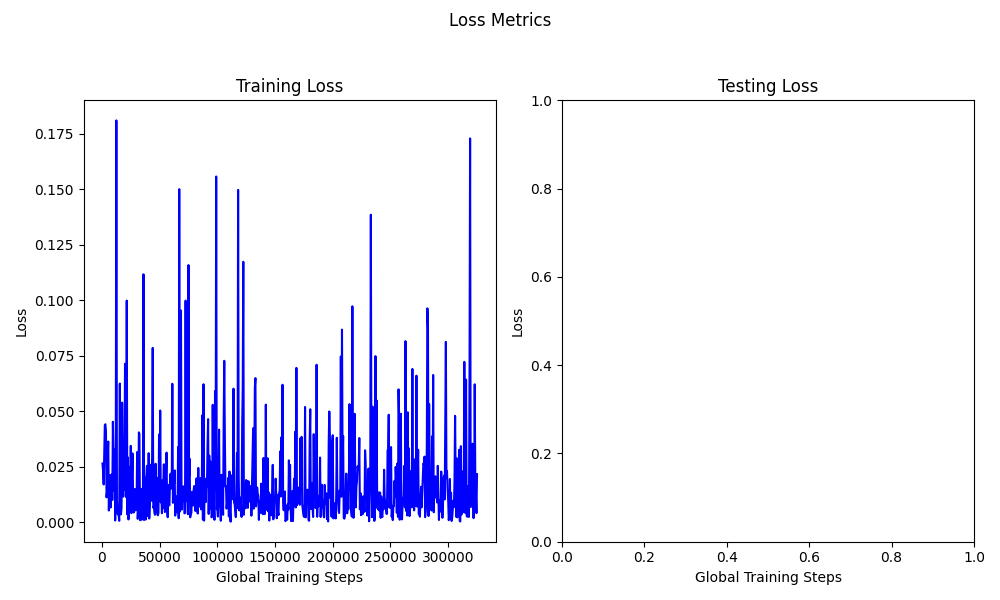 Loss Metrics
Training Loss
0.175
0.150
0.125
0.100
0.075
0.050
0.025
0.000
Loss
0 50000 100000 150000 200000 250000 300000
Global Training Steps
Testing Loss
1.0
0.8
0.6
0.4
0.2
0.0
Loss
0.0 0.2 0.4 0.6 0.8 1.0
Global Training Steps